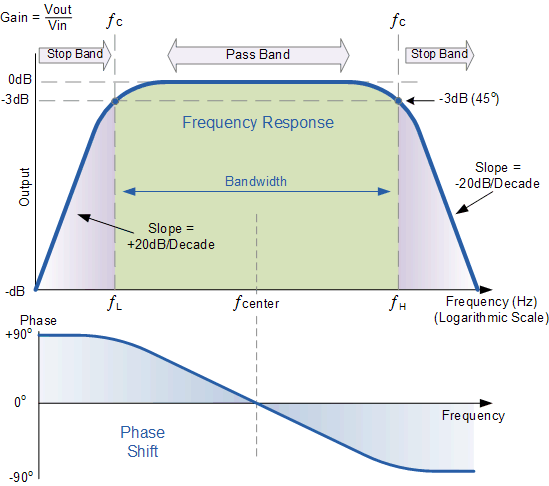 Gain = Vout
Vin
fC
fC
Stop Band
Pass Band
Stop Band
0dB
-3dB
-3dB (45°)
Frequency Response
Output
Bandwidth
Slope =
+20dB/Decade
Slope =
-20dB/Decade
-dB
fL
fcenter
fH
Frequency (Hz)
(Logarithmic Scale)
Phase
+90°
0°
Frequency
Phase
Shift
-90°